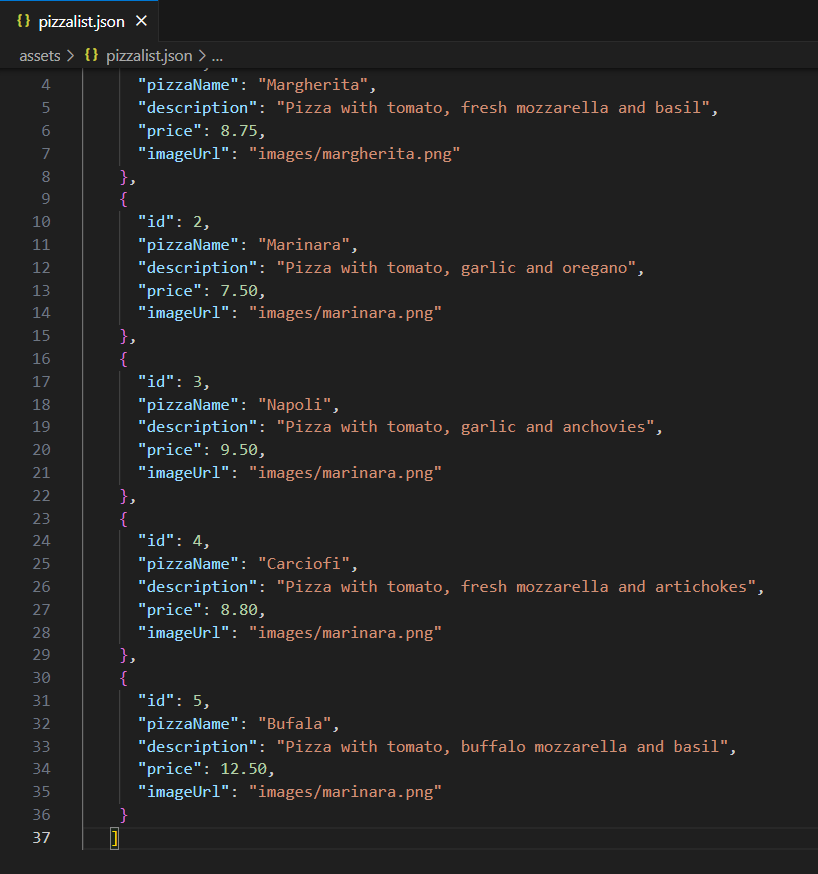 {} pizzalist.json ×
assets > {} pizzalist.json > ...
4 "pizzaName": "Margherita",
5 "description": "Pizza with tomato, fresh mozzarella and basil",
6 "price": 8.75,
7 "imageUrl": "images/margherita.png"
8 },
9 {
10 "id": 2,
11 "pizzaName": "Marinara",
12 "description": "Pizza with tomato, garlic and oregano",
13 "price": 7.50,
14 "imageUrl": "images/marinara.png"
15 },
16 {
17 "id": 3,
18 "pizzaName": "Napoli",
19 "description": "Pizza with tomato, garlic and anchovies",
20 "price": 9.50,
21 "imageUrl": "images/marinara.png"
22 },
23 {
24 "id": 4,
25 "pizzaName": "Carciofi",
26 "description": "Pizza with tomato, fresh mozzarella and artichokes",
27 "price": 8.80,
28 "imageUrl": "images/marinara.png"
29 },
30 {
31 "id": 5,
32 "pizzaName": "Bufala",
33 "description": "Pizza with tomato, buffalo mozzarella and basil",
34 "price": 12.50,
35 "imageUrl": "images/marinara.png"
36 }
37 ]